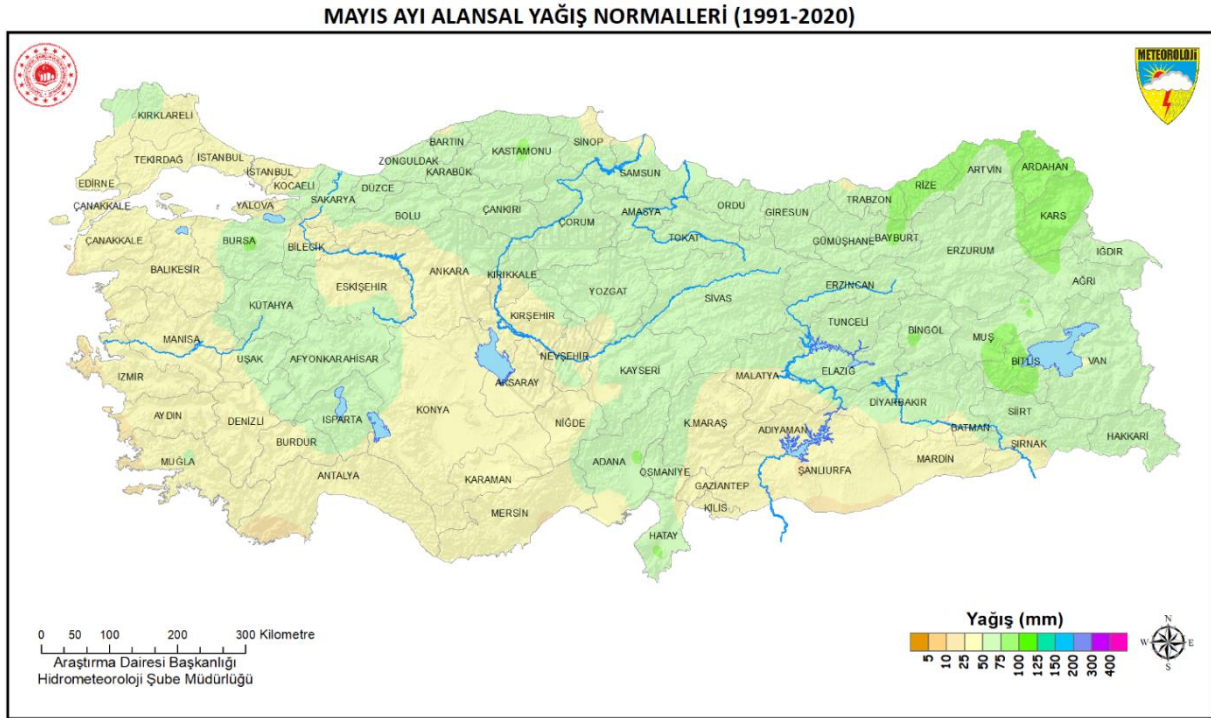 MAYIS AYI ALANSAL YAĞIŞ NORMALLERİ (1991-2020)
METEOROLOJİ
KIRKLARELİ
TEKİRDAĞ
İSTANBUL
EDİRNE
İSTANBUL
KOCAELİ
ÇANAKKALE
YALOVA
SAKARYA
DÜZCE
ZONGULDAK
BARTIN
KARABÜK
KASTAMONU
SİNOP
SAMSUN
BOLU
ÇANKIRI
ÇORUM
AMASYA
ORDU
GİRESUN
TRABZON
RİZE
ARTVİN
ARDAHAN
KARS
TOKAT
GÜMÜŞHANE
BAYBURT
ERZURUM
IĞDIR
AĞRI
ÇANAKKALE
BURSA
BİLECİK
BALIKESİR
ESKİŞEHİR
ANKARA
KIRIKKALE
YOZGAT
SİVAS
ERZİNCAN
TUNCELİ
BİNGÖL
MUŞ
KÜTAHYA
KIRŞEHİR
MANİSA
UŞAK
AFYONKARAHİSAR
NEVŞEHİR
KAYSERİ
MALATYA
ELAZIĞ
BİTLİS
VAN
İZMİR
AKSARAY
DİYARBAKIR
AYDIN
DENİZLİ
ISPARTA
KONYA
NİĞDE
K.MARAŞ
ADIYAMAN
SİİRT
BATMAN
BURDUR
ŞIRNAK
HAKKARİ
MUĞLA
ANTALYA
KARAMAN
ADANA
OSMANİYE
ŞANLIURFA
MARDİN
GAZİANTEP
KİLİS
MERSİN
HATAY
0 50 100 200 300 Kilometre
Araştırma Dairesi Başkanlığı
Hidrometeoroloji Şube Müdürlüğü
Yağış (mm)
5 10 25 50 75 100 125 150 200 300 400
N
W E
S